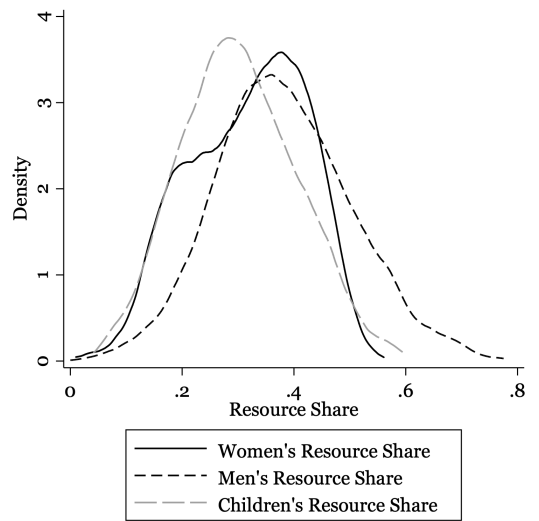 4
3
2
1
0
Density
0 .2 .4 .6 .8
Resource Share
Women's Resource Share
Men's Resource Share
Children's Resource Share